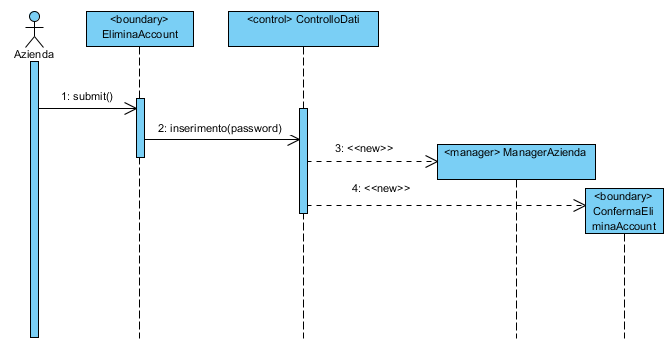 <boundary>
EliminaAccount
<control> ControlloDati
Azienda
1: submit()
2: inserimento(password)
3: <<new>>
<manager> ManagerAzienda
4: <<new>>
<boundary>
ConfermaEli
minaAccount